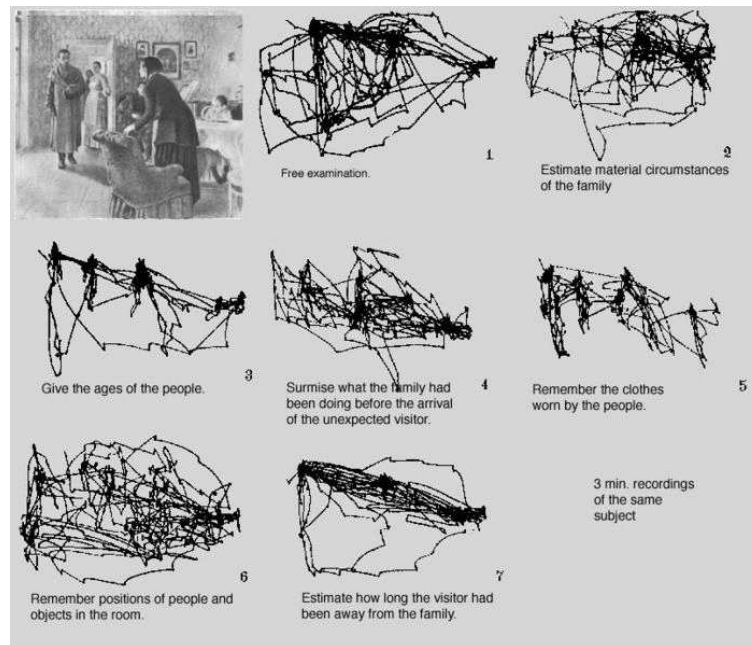 1
Free examination.
2
Estimate material circumstances
of the family
3
Give the ages of the people.
4
Surmise what the family had
been doing before the arrival
of the unexpected visitor.
5
Remember the clothes
worn by the people.
6
Remember positions of people and
objects in the room.
7
Estimate how long the visitor had
been away from the family.
3 min. recordings
of the same
subject